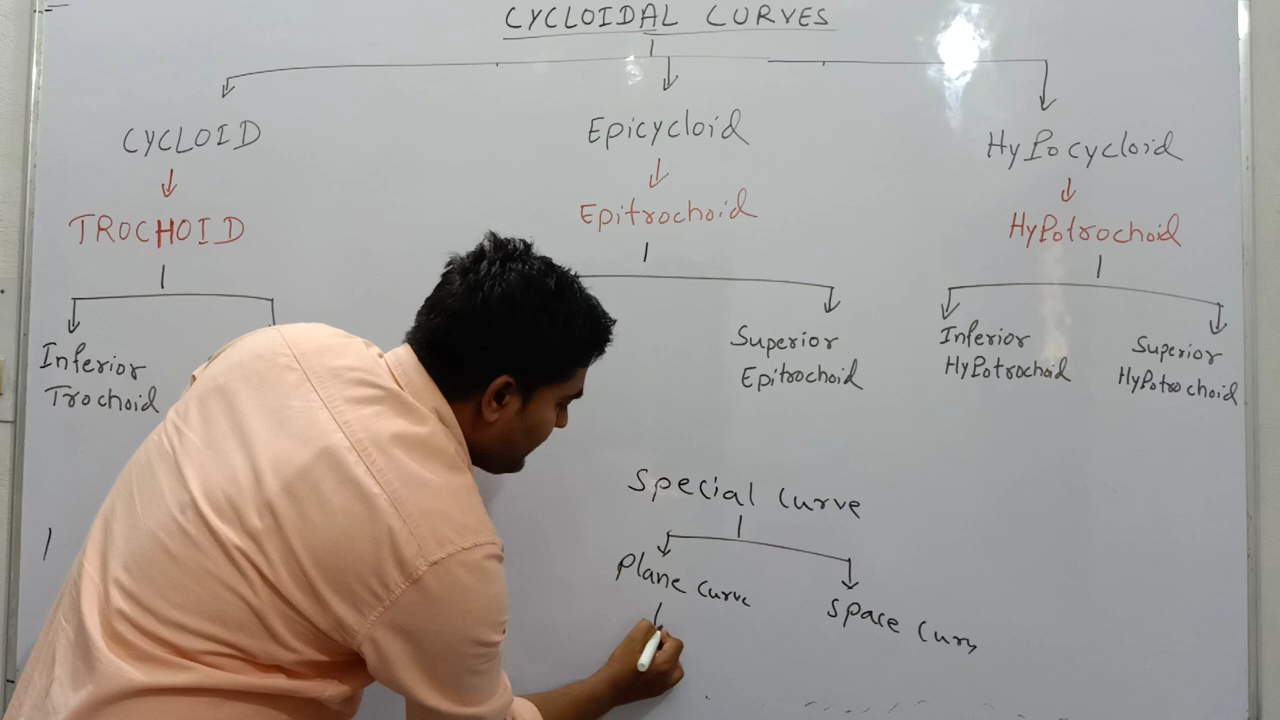 CYCLOIDAL CURVES
CYCLOID
Epicycloid
HyPocycloid
TROCHOID
Epitrochoid
HyPotrochoid
Inferior
Trochoid
Superior
Epitrochoid
Inferior
HyPotrochoid
Superior
HyPotrochoid
Special Curve
Plane Curve
Space Curv